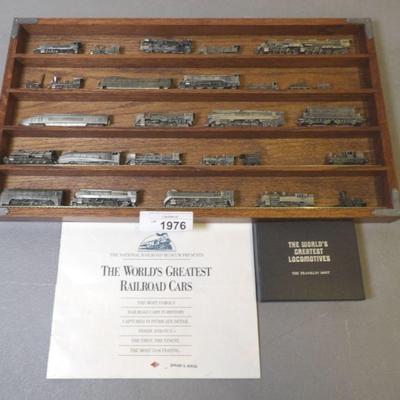 1976
THE NATIONAL RAILROAD MUSEUM PRESENTS
THE WORLD'S GREATEST
RAILROAD CARS
THE MOST FAMOUS
RAILROAD CARS IN HISTORY
CAPTURED IN INTRICATE DETAIL
THE FIRST. THE FINEST.
THE MOST FASCINATING.
THE WORLD'S
GREATEST
LOCOMOTIVES
THE FRANKLIN MINT